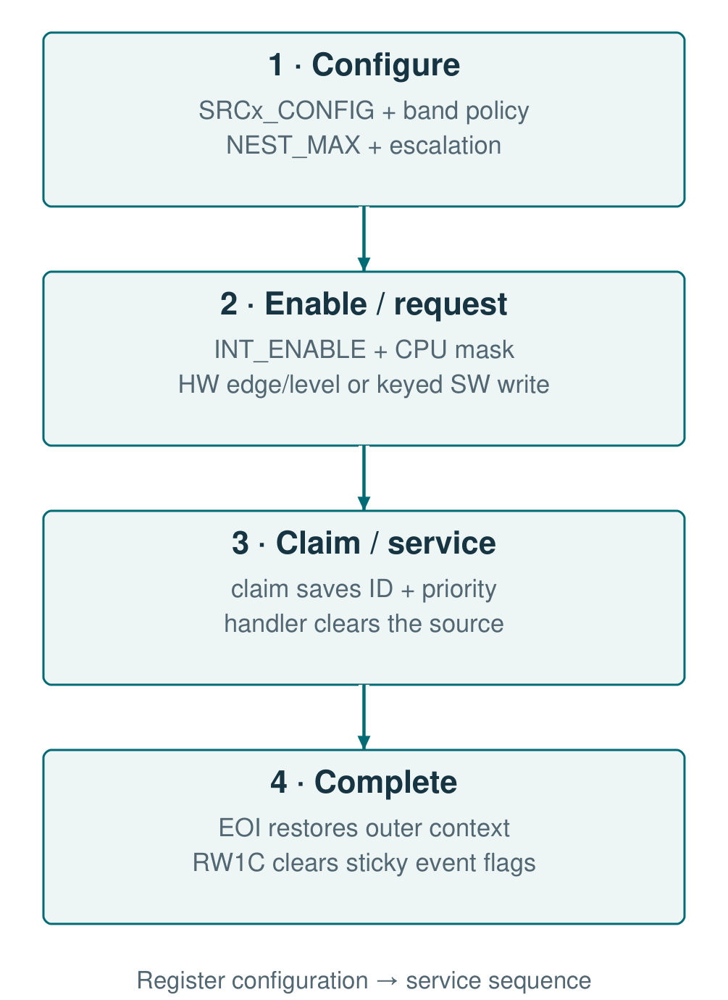 1 · Configure
SRCx_CONFIG + band policy
NEST_MAX + escalation
2 · Enable / request
INT_ENABLE + CPU mask
HW edge/level or keyed SW write
3 · Claim / service
claim saves ID + priority
handler clears the source
4 · Complete
EOI restores outer context
RW1C clears sticky event flags
Register configuration → service sequence